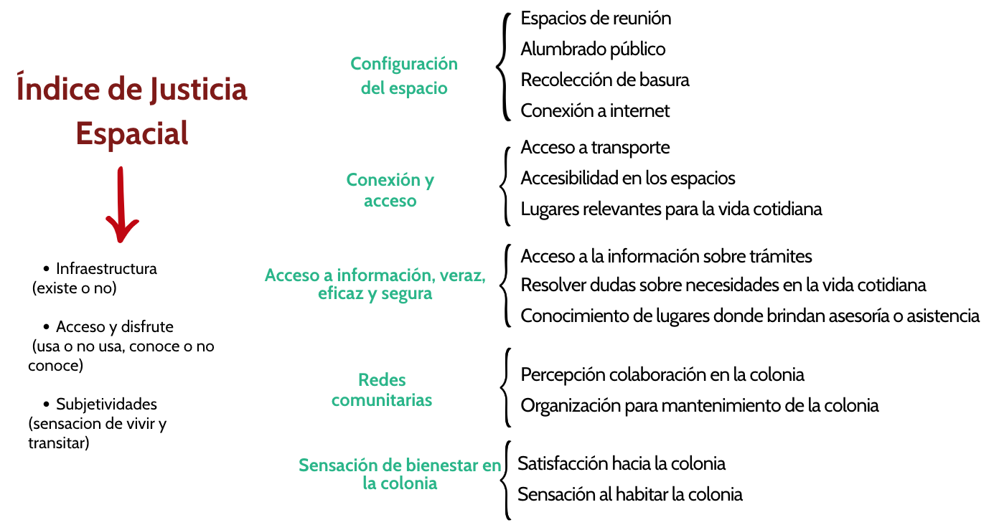 Índice de Justicia
Espacial
• Infraestructura
(existe o no)
• Acceso y disfrute
(usa o no usa, conoce o no
conoce)
• Subjetividades
(sensacion de vivir y
transitar)
Configuración
del espacio
Espacios de reunión
Alumbrado público
Recolección de basura
Conexión a internet
Conexión y
acceso
Acceso a transporte
Accesibilidad en los espacios
Lugares relevantes para la vida cotidiana
Acceso a información, veraz,
eficaz y segura
Acceso a la información sobre trámites
Resolver dudas sobre necesidades en la vida cotidiana
Conocimiento de lugares donde brindan asesoría o asistencia
Redes
comunitarias
Percepción colaboración en la colonia
Organización para mantenimiento de la colonia
Sensación de bienestar en
la colonia
Satisfacción hacia la colonia
Sensación al habitar la colonia